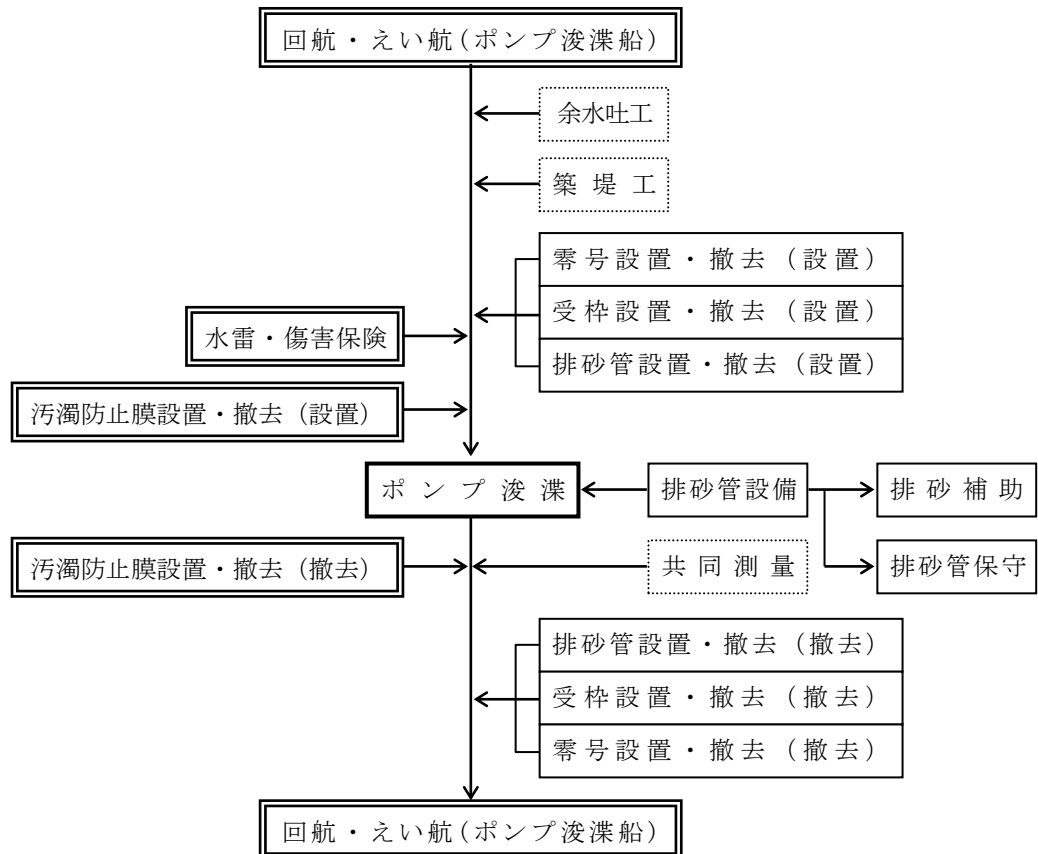 回航・えい航(ポンプ浚渫船)
余水吐工
築堤工
零号設置・撤去（設置）
受枠設置・撤去（設置）
水雷・傷害保険
排砂管設置・撤去（設置）
汚濁防止膜設置・撤去（設置）
ポンプ浚渫
排砂管設備
排砂補助
汚濁防止膜設置・撤去（撤去）
共同測量
排砂管保守
排砂管設置・撤去（撤去）
受枠設置・撤去（撤去）
零号設置・撤去（撤去）
回航・えい航(ポンプ浚渫船)